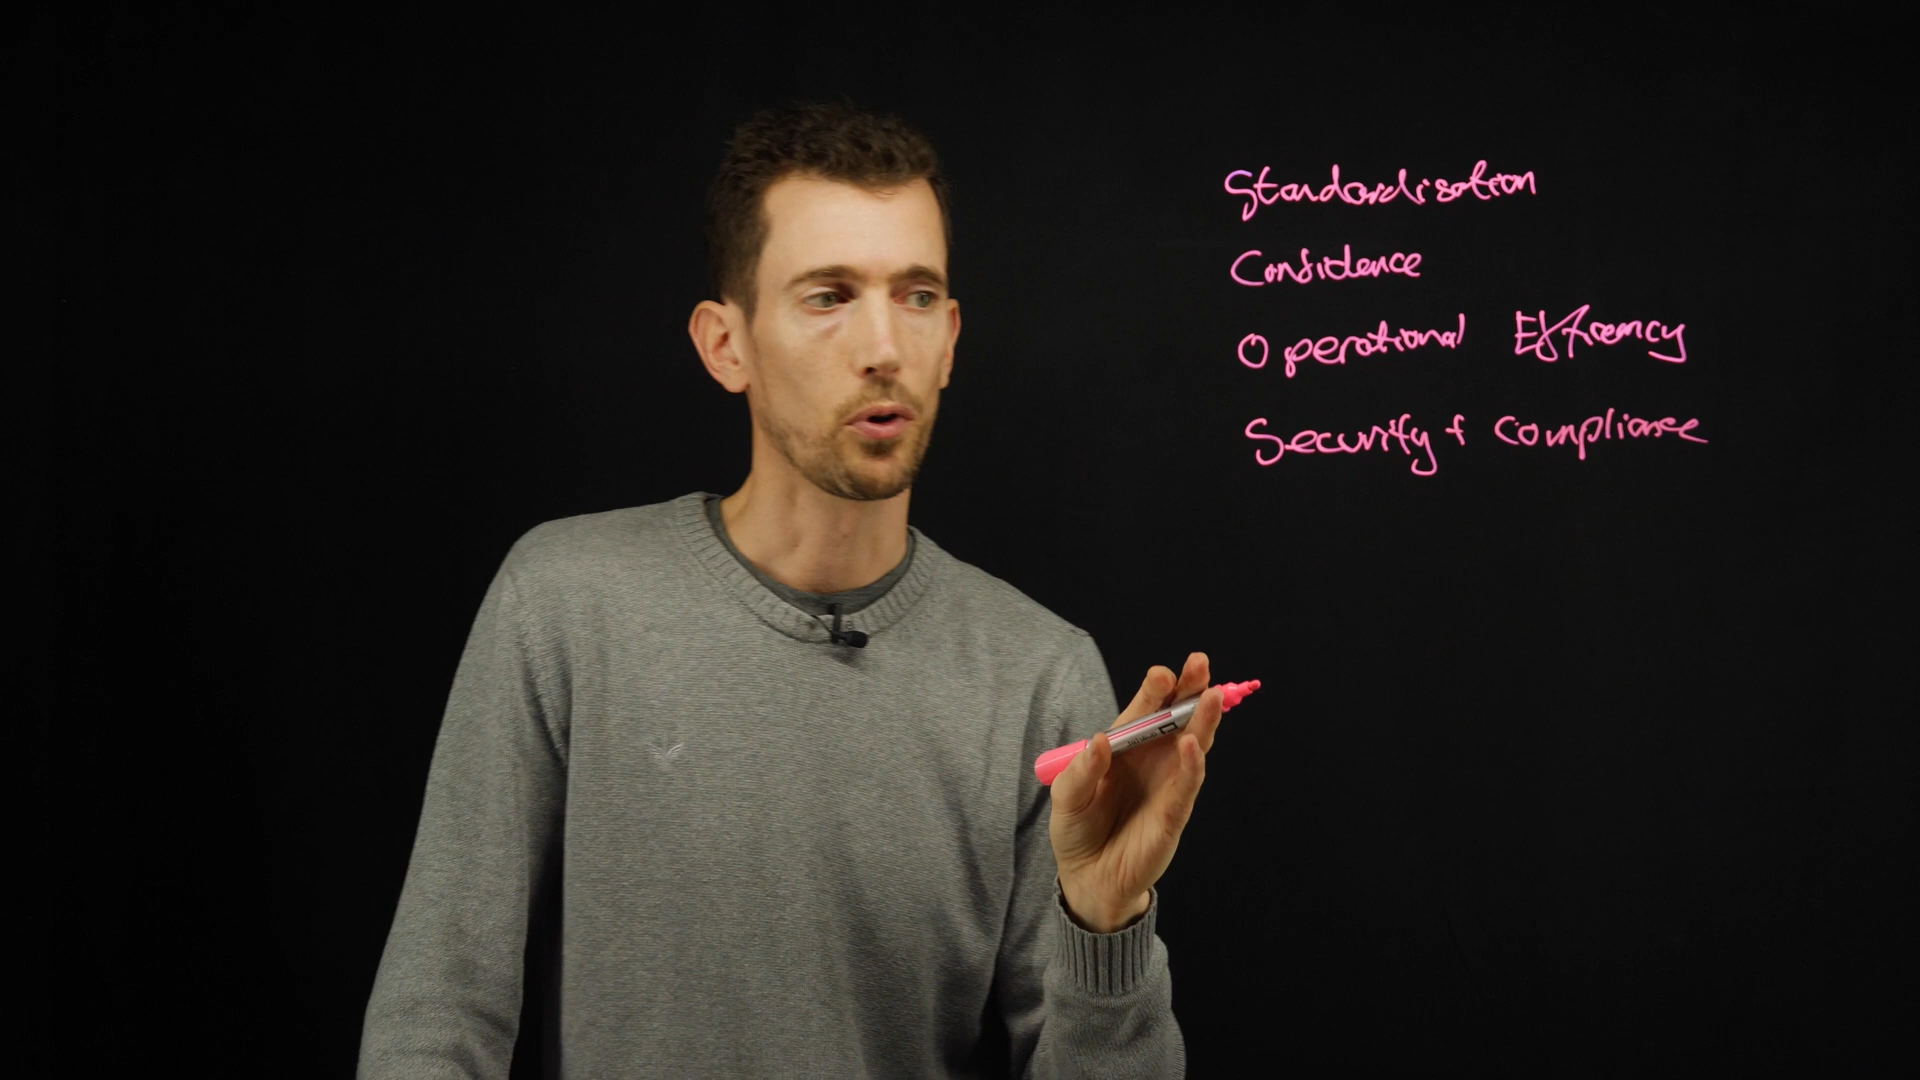 Standardisation
Confidence
Operational Efficiency
Security + compliance